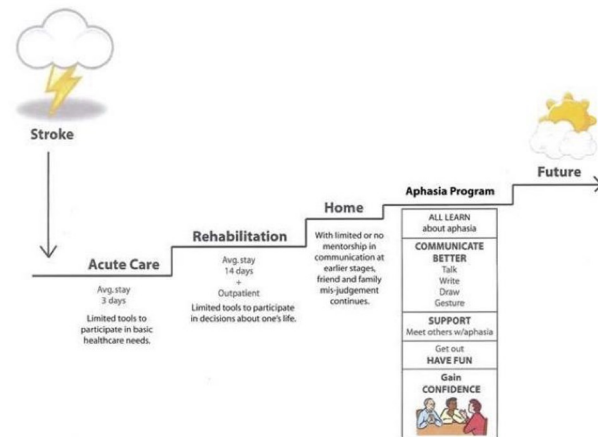 Stroke
Acute Care
Avg. stay
3 days
Limited tools to
participate in basic
healthcare needs.
Rehabilitation
Avg. stay
14 days
+
Outpatient
Limited tools to participate
in decisions about one's life.
Home
With limited or no
mentorship in
communication at
earlier stages,
friend and family
mis-judgement
continues.
Aphasia Program
ALL LEARN
about aphasia
COMMUNICATE
BETTER
Talk
Write
Draw
Gesture
SUPPORT
Meet others w/aphasia
Get out
HAVE FUN
Gain
CONFIDENCE
Future